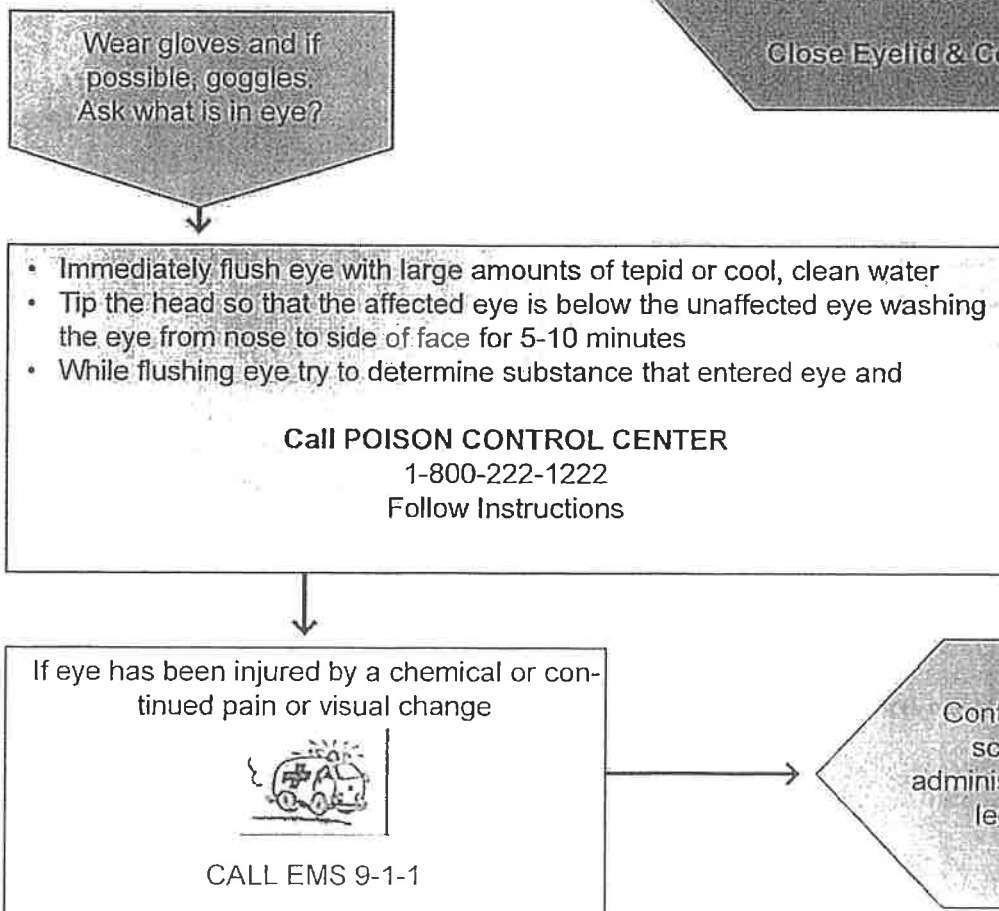 Wear gloves and if
possible, goggles.
Ask what is in eye?
Close Eyelid &
• Immediately flush eye with large amounts of tepid or cool, clean water
• Tip the head so that the affected eye is below the unaffected eye washing
the eye from nose to side of face for 5-10 minutes
• While flushing eye try to determine substance that entered eye and
Call POISON CONTROL CENTER
1-800-222-1222
Follow Instructions
If eye has been injured by a chemical or con-
tinued pain or visual change
CALL EMS 9-1-1